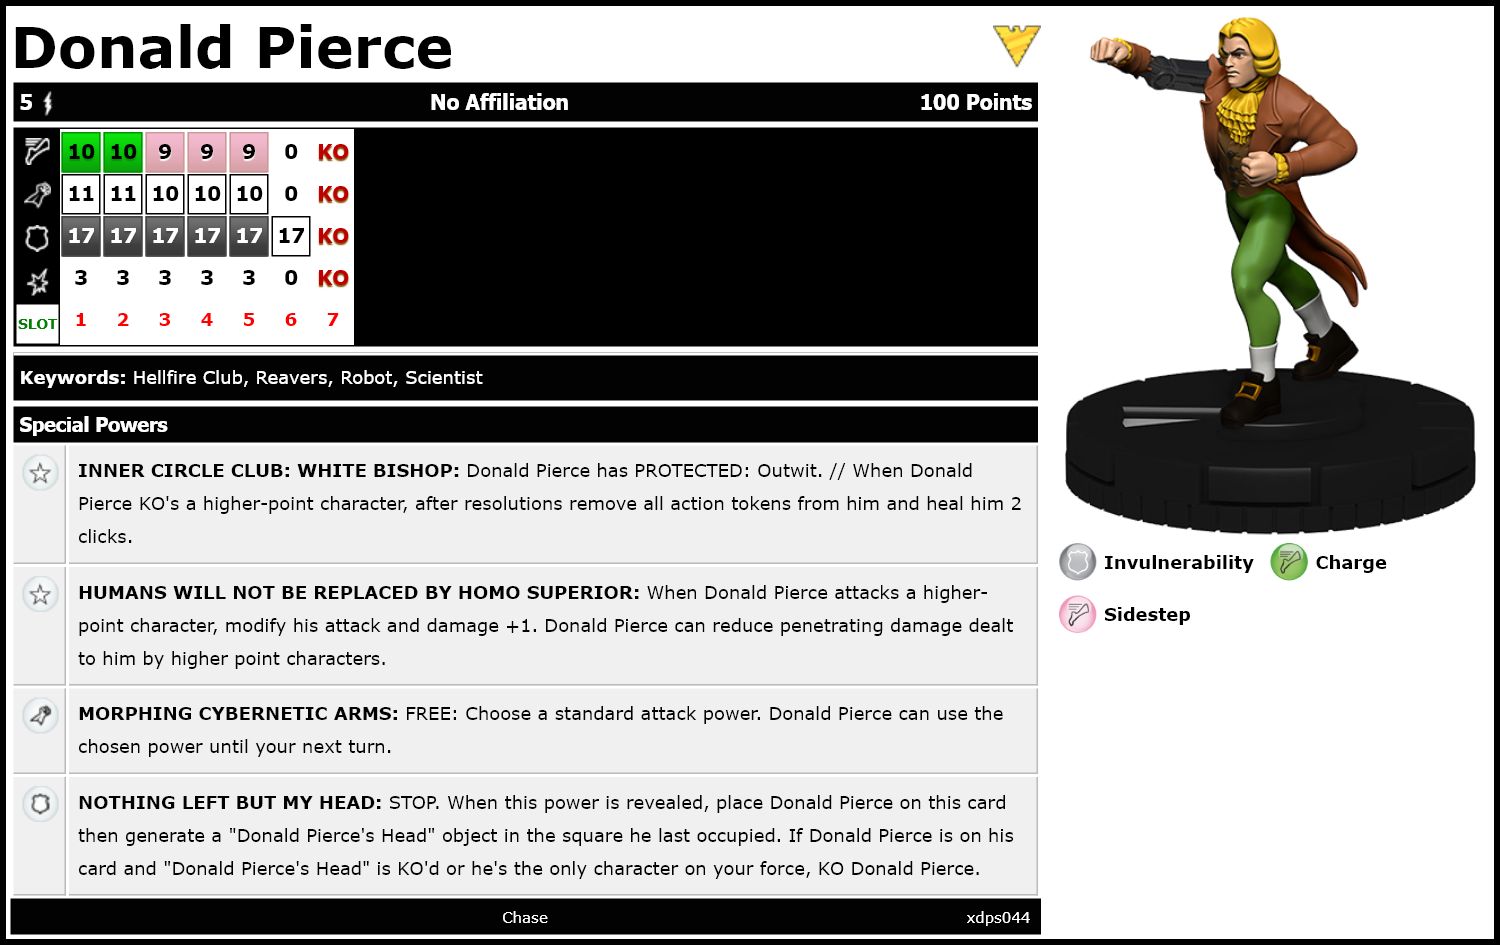 Donald Pierce
5 No Affiliation 100 Points
10 10 9 9 9 0 KO
11 11 10 10 10 0 KO
17 17 17 17 17 17 KO
3 3 3 3 3 0 KO
SLOT 1 2 3 4 5 6 7
Keywords: Hellfire Club, Reavers, Robot, Scientist
Special Powers
INNER CIRCLE CLUB: WHITE BISHOP: Donald Pierce has PROTECTED: Outwit. // When Donald
Pierce KO's a higher-point character, after resolutions remove all action tokens from him and heal him 2
clicks.
HUMANS WILL NOT BE REPLACED BY HOMO SUPERIOR: When Donald Pierce attacks a higher-
point character, modify his attack and damage +1. Donald Pierce can reduce penetrating damage dealt
to him by higher point characters.
MORPHING CYBERNETIC ARMS: FREE: Choose a standard attack power. Donald Pierce can use the
chosen power until your next turn.
NOTHING LEFT BUT MY HEAD: STOP. When this power is revealed, place Donald Pierce on this card
then generate a "Donald Pierce's Head" object in the square he last occupied. If Donald Pierce is on his
card and "Donald Pierce's Head" is KO'd or he's the only character on your force, KO Donald Pierce.
Chase xdps044
Invulnerability Charge
Sidestep